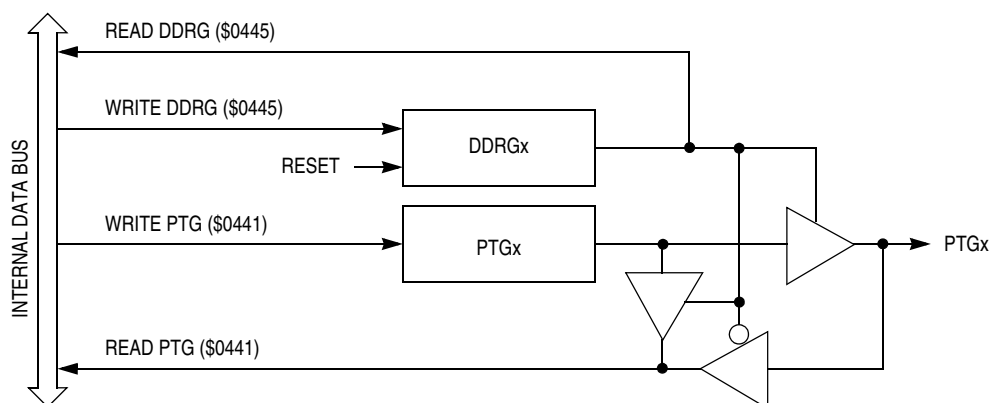 READ DDRG ($0445)
WRITE DDRG ($0445)
DDRGx
RESET
INTERNAL DATA BUS
WRITE PTG ($0441)
PTGx
PTGx
READ PTG ($0441)